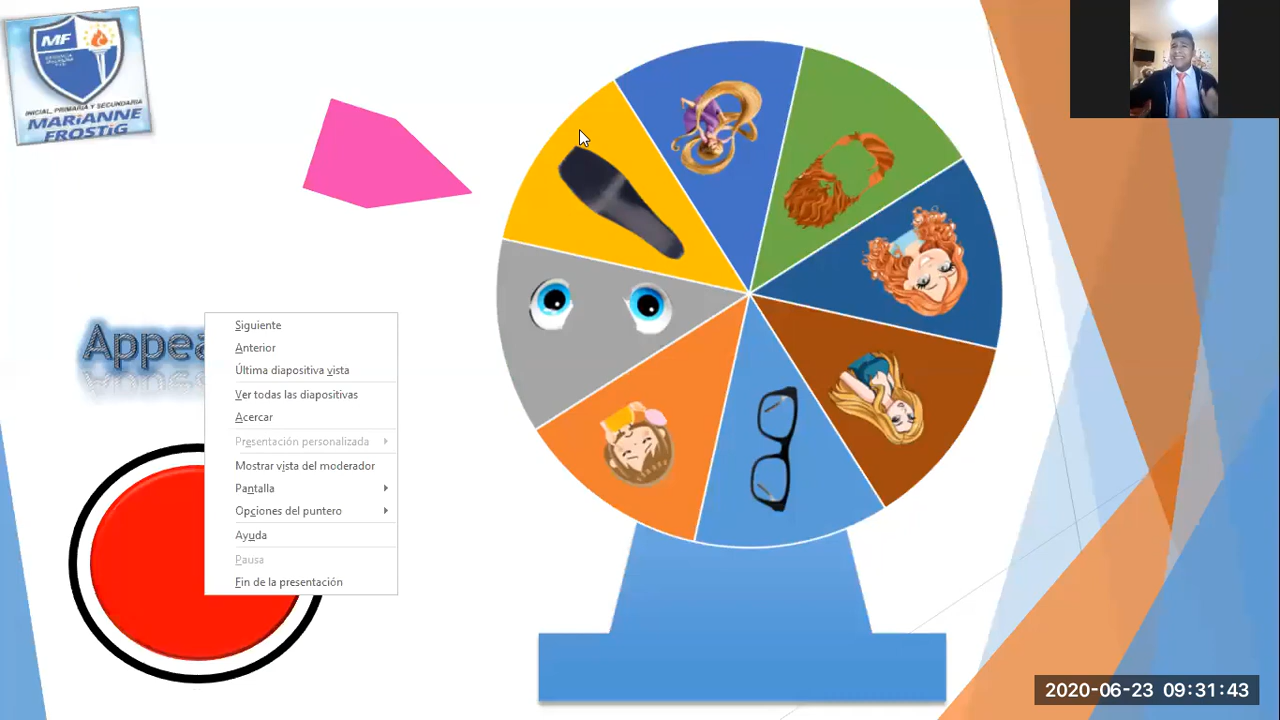 MF
INICIAL, PRIMARIA Y SECUNDARIA
MARIANNE
FROSTIG
Siguiente
Anterior
Última diapositiva vista
Ver todas las diapositivas
Acercar
Presentación personalizada
Mostrar vista del moderador
Pantalla
Opciones del puntero
Ayuda
Pausa
Fin de la presentación
2020-06-23 09:31:43